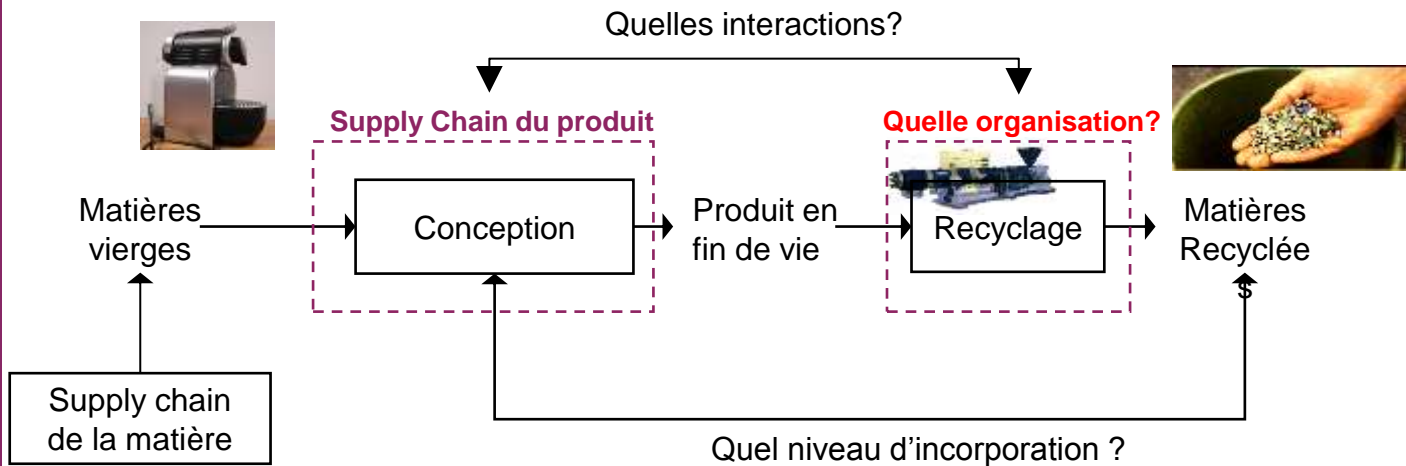 Quelles interactions?
Supply Chain du produit
Quelle organisation?
Matières
vierges
Conception
Produit en
fin de vie
Recyclage
Matières
Recyclée
s
Supply chain
de la matière
Quel niveau d’incorporation ?